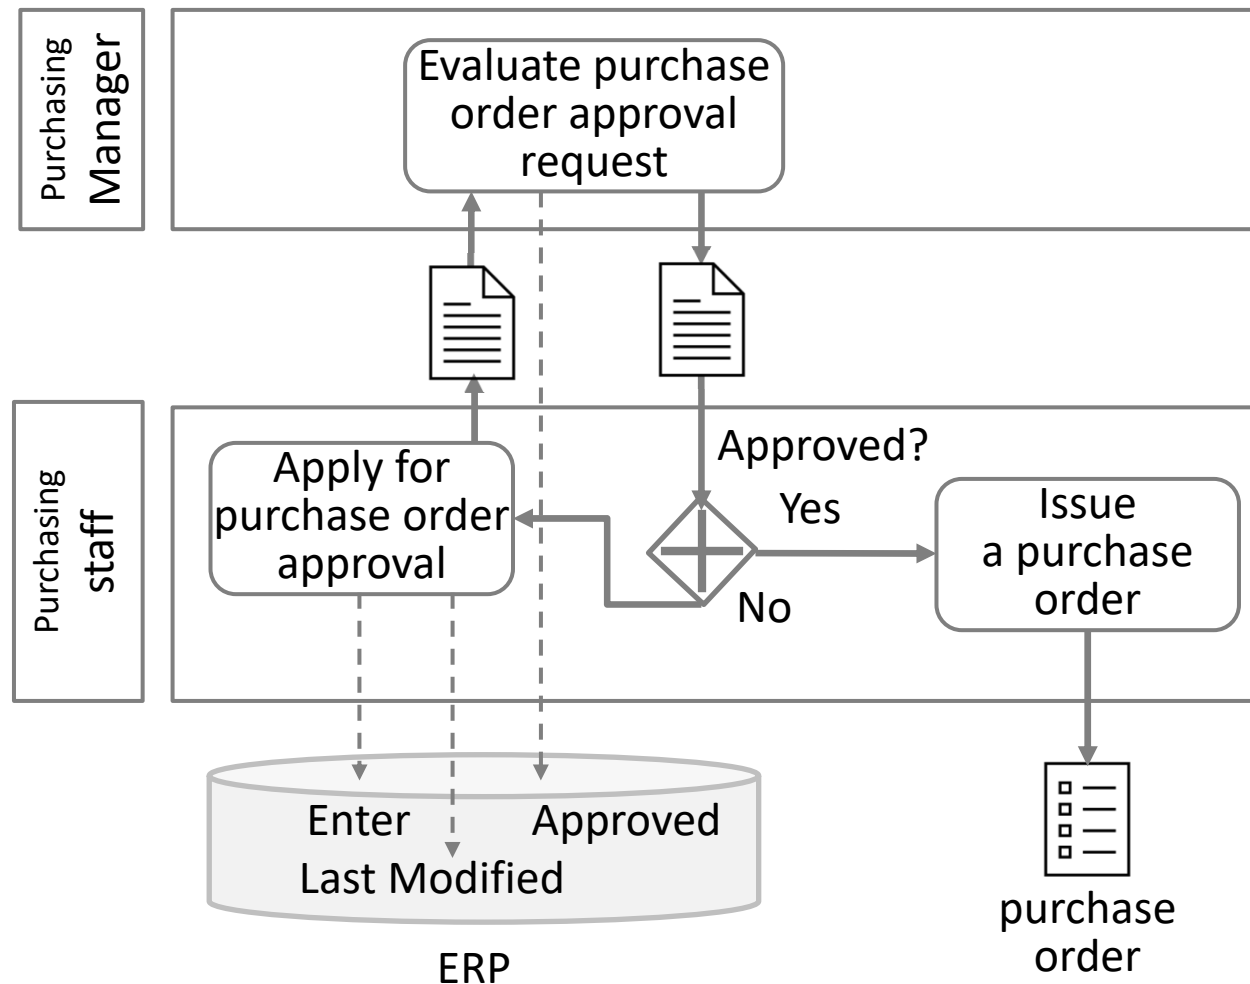 Purchasing
Manager
Evaluate purchase
order approval
request
Purchasing
staff
Apply for
purchase order
approval
Approved?
Yes
No
Issue
a purchase
order
Enter
Approved
Last Modified
ERP
purchase
order